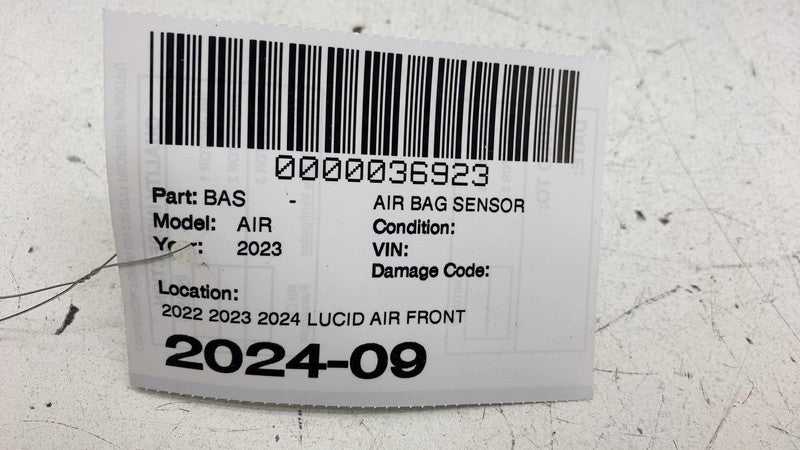 0000036923
Part: BAS - AIR BAG SENSOR
Model: AIR Condition:
Year: 2023 VIN:
Damage Code:
Location:
2022 2023 2024 LUCID AIR FRONT
2024-09